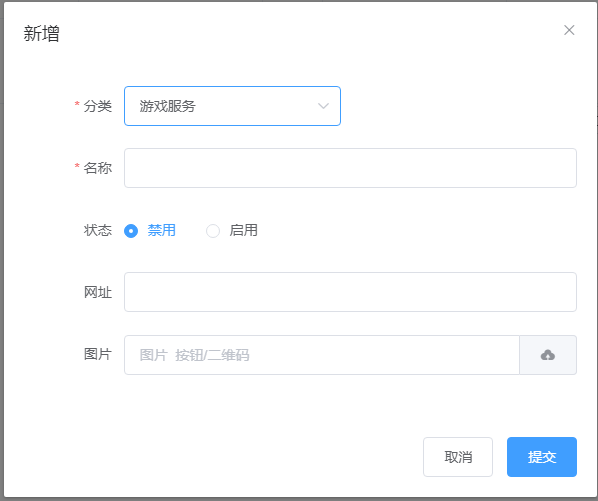 新增
* 分类 游戏服务
* 名称
状态 禁用 启用
网址
图片 图片 按钮/二维码
取消 提交